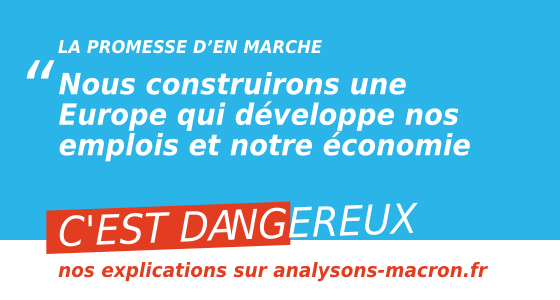 LA PROMESSE D’EN MARCHE
“ Nous construirons une
Europe qui développe nos
emplois et notre économie
C'EST DANGEREUX
nos explications sur analysons-macron.fr